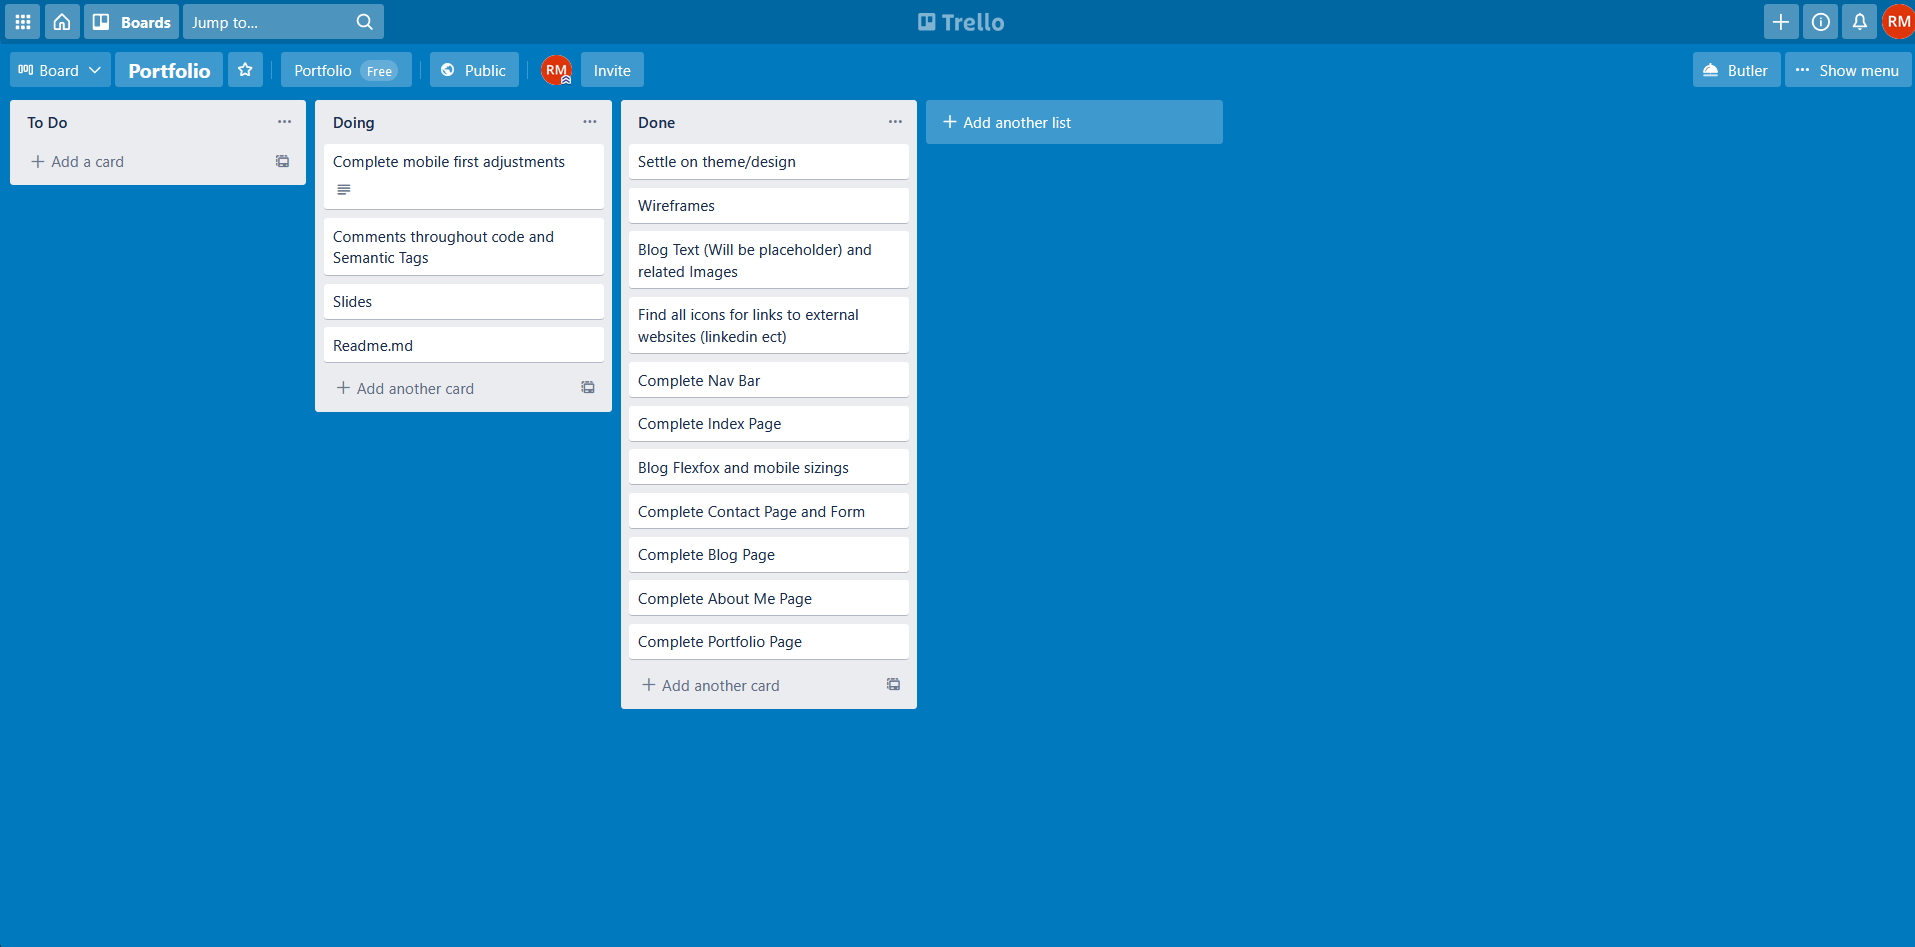 Boards
Jump to...
Trello
RM
Board
Portfolio
Portfolio Free
Public
RM
Invite
Butler
Show menu
To Do
Add a card
Doing
Complete mobile first adjustments
Comments throughout code and
Semantic Tags
Slides
Readme.md
Add another card
Done
Settle on theme/design
Wireframes
Blog Text (Will be placeholder) and
related Images
Find all icons for links to external
websites (linkedin ect)
Complete Nav Bar
Complete Index Page
Blog Flexfox and mobile sizings
Complete Contact Page and Form
Complete Blog Page
Complete About Me Page
Complete Portfolio Page
Add another card
Add another list